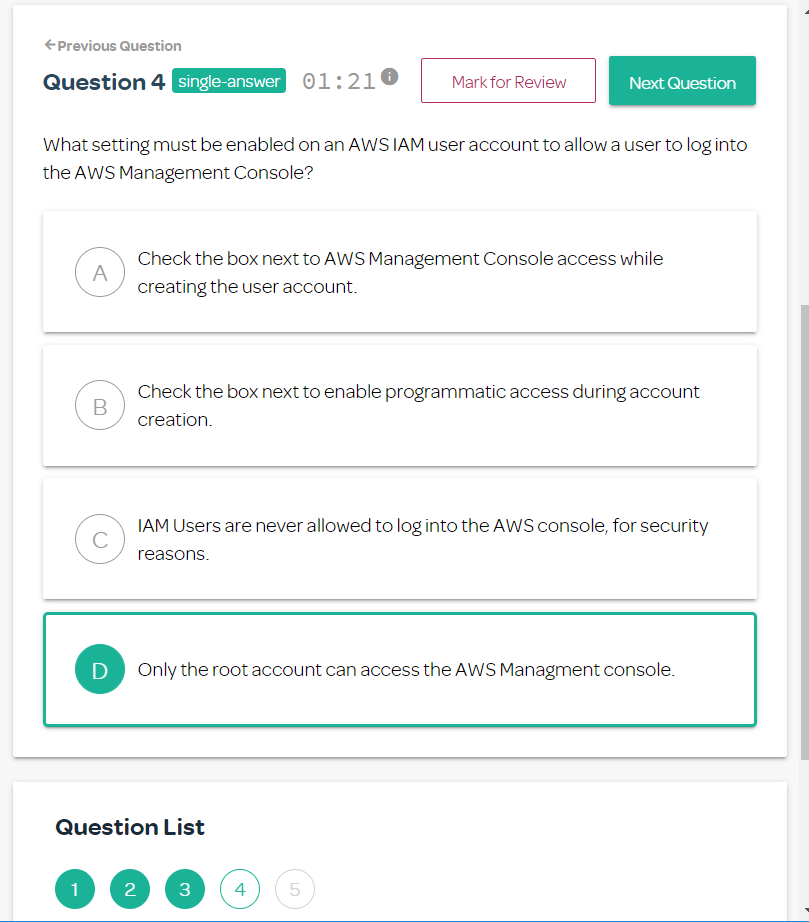 ←Previous Question
Question 4 single-answer 01:21 i Mark for Review Next Question
What setting must be enabled on an AWS IAM user account to allow a user to log into
the AWS Management Console?
A Check the box next to AWS Management Console access while
creating the user account.
B Check the box next to enable programmatic access during account
creation.
C IAM Users are never allowed to log into the AWS console, for security
reasons.
D Only the root account can access the AWS Managment console.
Question List
1 2 3 4 5